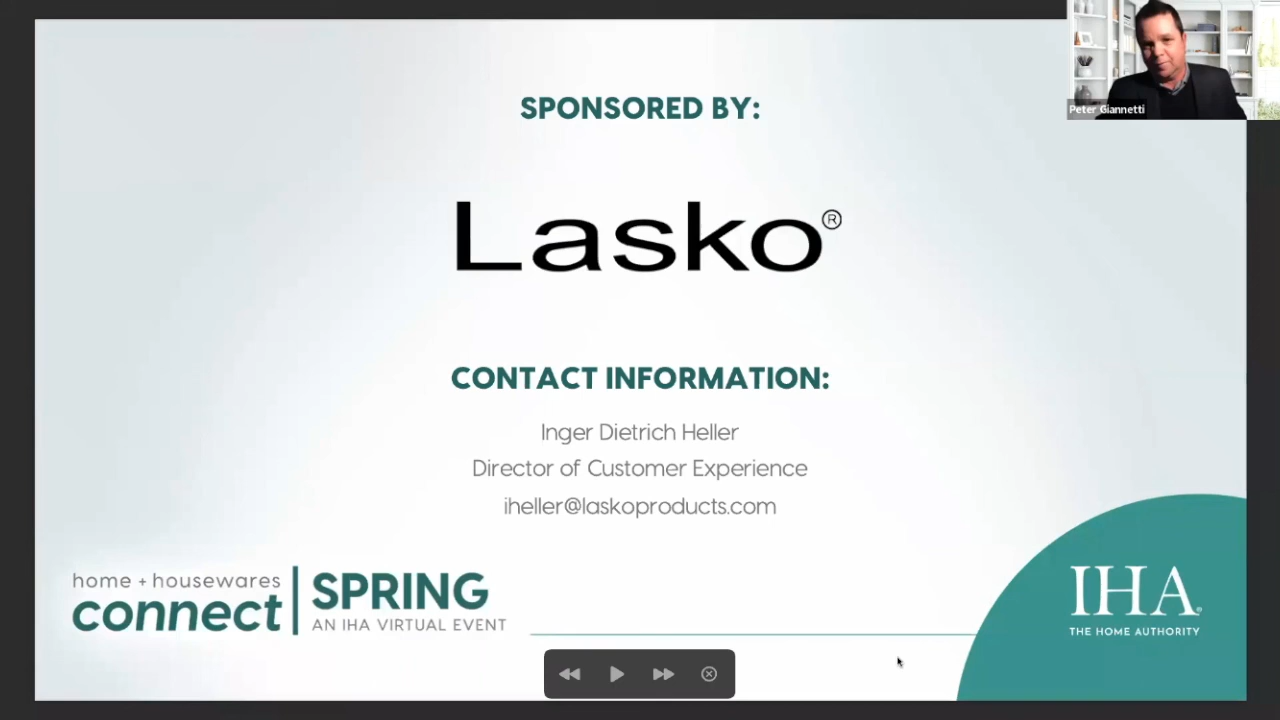 SPONSORED BY:
Peter Giannetti
Lasko®
CONTACT INFORMATION:
Inger Dietrich Heller
Director of Customer Experience
iheller@laskoproducts.com
home + housewares
connect
SPRING
AN IHA VIRTUAL EVENT
IHA®
THE HOME AUTHORITY